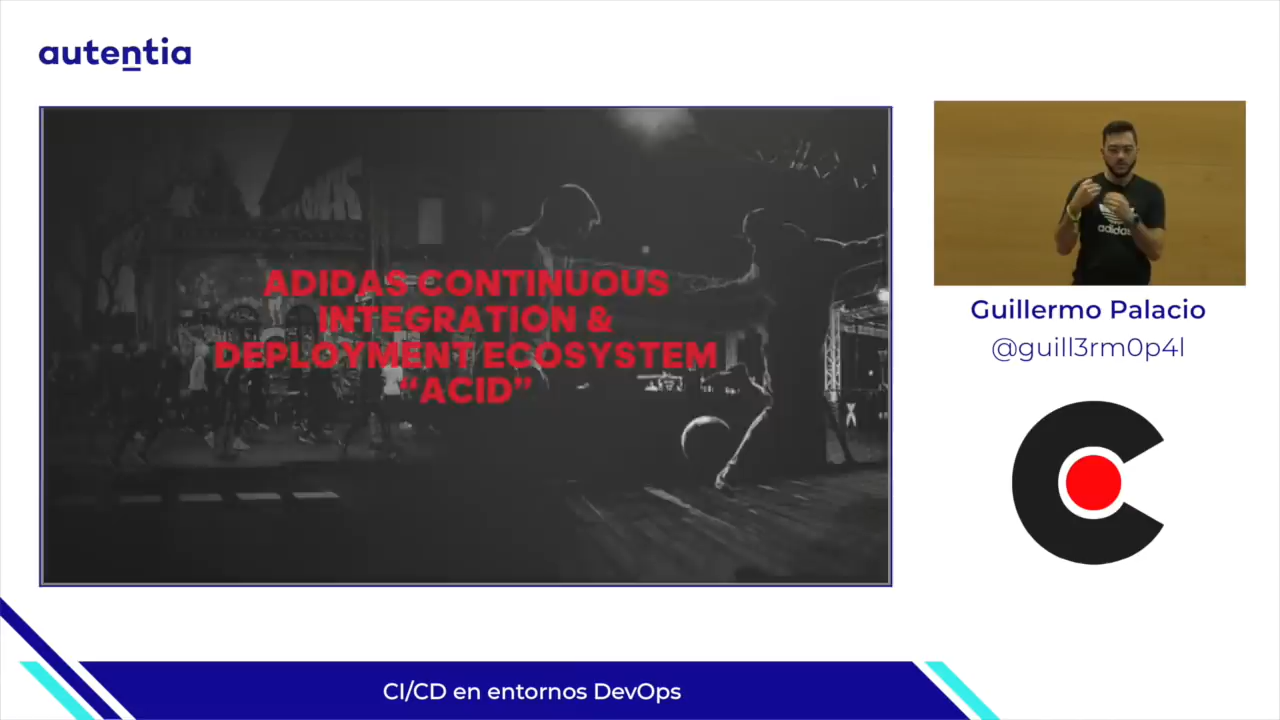 autentia
ADIDAS CONTINUOUS
INTEGRATION &
DEPLOYMENT ECOSYSTEM
“ACID”
adidas
Guillermo Palacio
@guill3rm0p4l
CI/CD en entornos DevOps